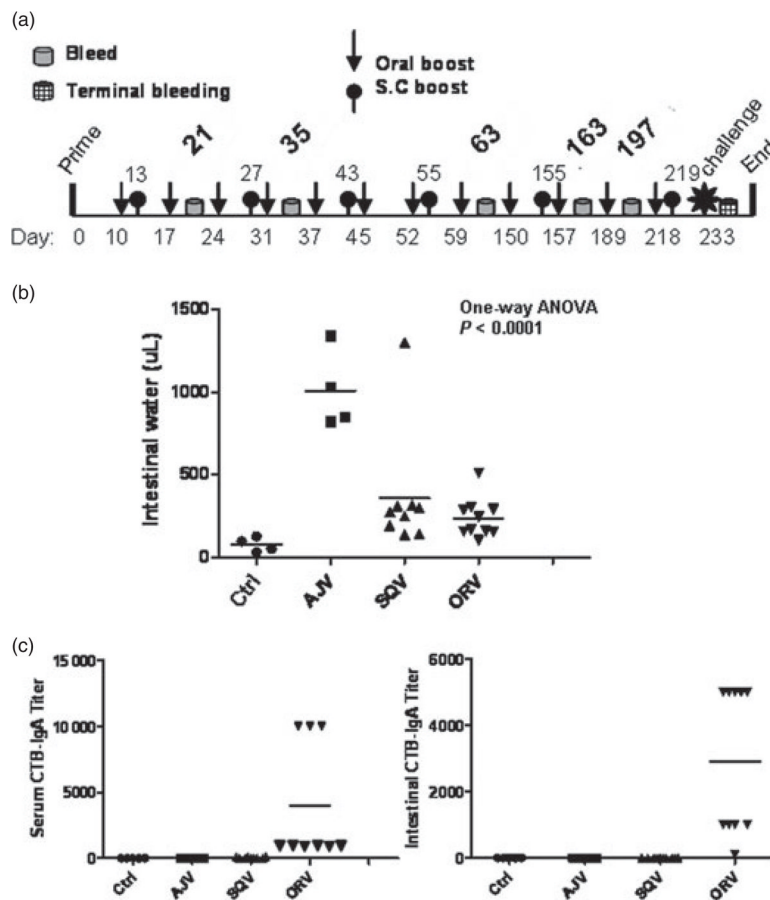 (a)
Bleed
Terminal bleeding
Oral boost
S.C boost
Prime
21
35
63
163
197
challenge
End
13
27
43
55
155
219
Day: 0 10 17 24 31 37 45 52 59 150 157 189 218 233
(b)
One-way ANOVA
P < 0.0001
Intestinal water (uL)
1500
1000
500
0
Ctrl
AJV
SQV
ORV
(c)
Serum CTB-IgA Titer
15 000
10 000
5000
0
Ctrl
AJV
SQV
ORV
Intestinal CTB-IgA Titer
6000
4000
2000
0
Ctrl
AJV
SQV
ORV